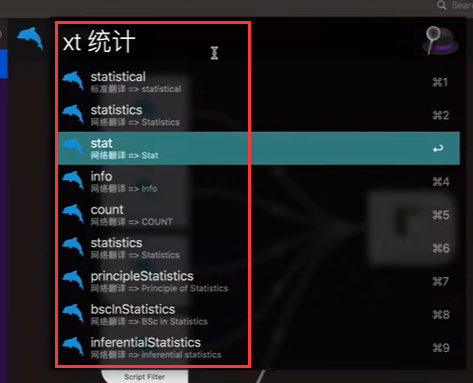 Sear
xt 统计
statistical
标准翻译 => statistical
⌘1
statistics
网络翻译 => Statistics
⌘2
stat
网络翻译 => Stat
↩
info
网络翻译 => Info
⌘4
count
网络翻译 => COUNT
⌘5
statistics
网络翻译 => Statistics
⌘6
principleStatistics
网络翻译 => Principle of Statistics
⌘7
bscInStatistics
网络翻译 => BSc in Statistics
⌘8
inferentialStatistics
网络翻译 => inferential statistics
⌘9
Script Filter